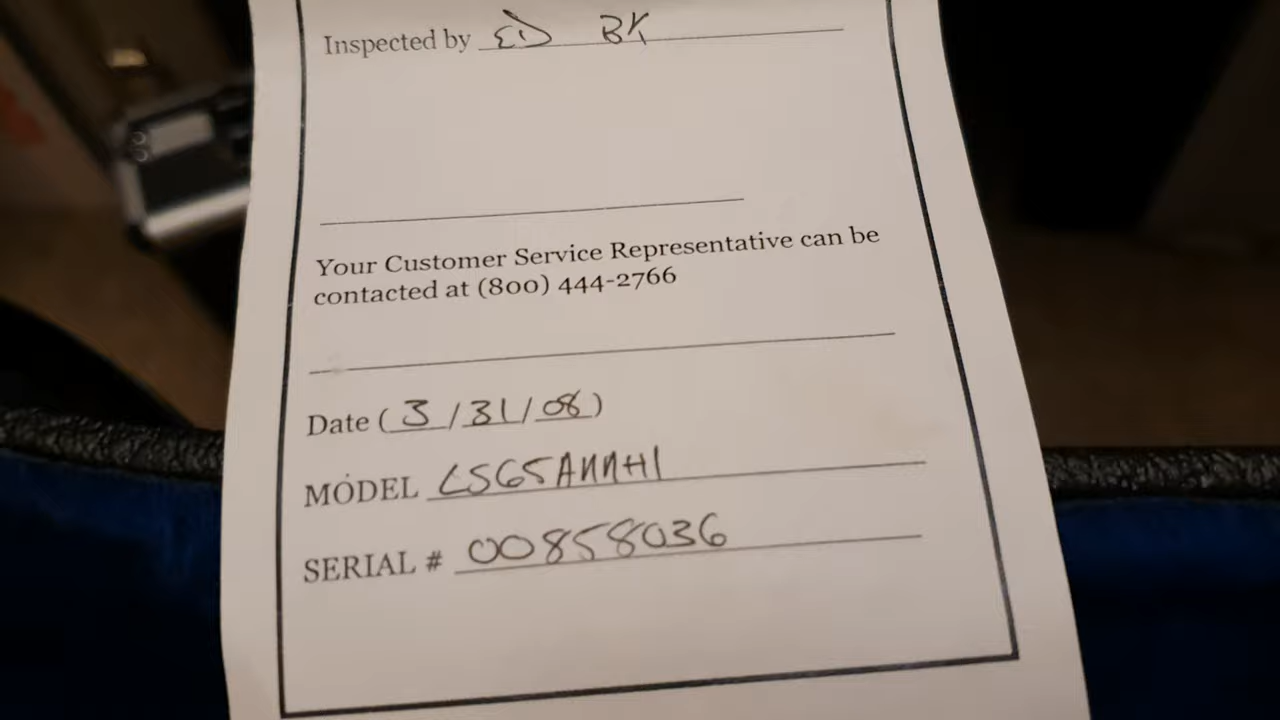 Inspected by ED BK
Your Customer Service Representative can be
contacted at (800) 444-2766
Date ( 3 / 31 / 08 )
MODEL LSG5ANNH1
SERIAL # 00858036